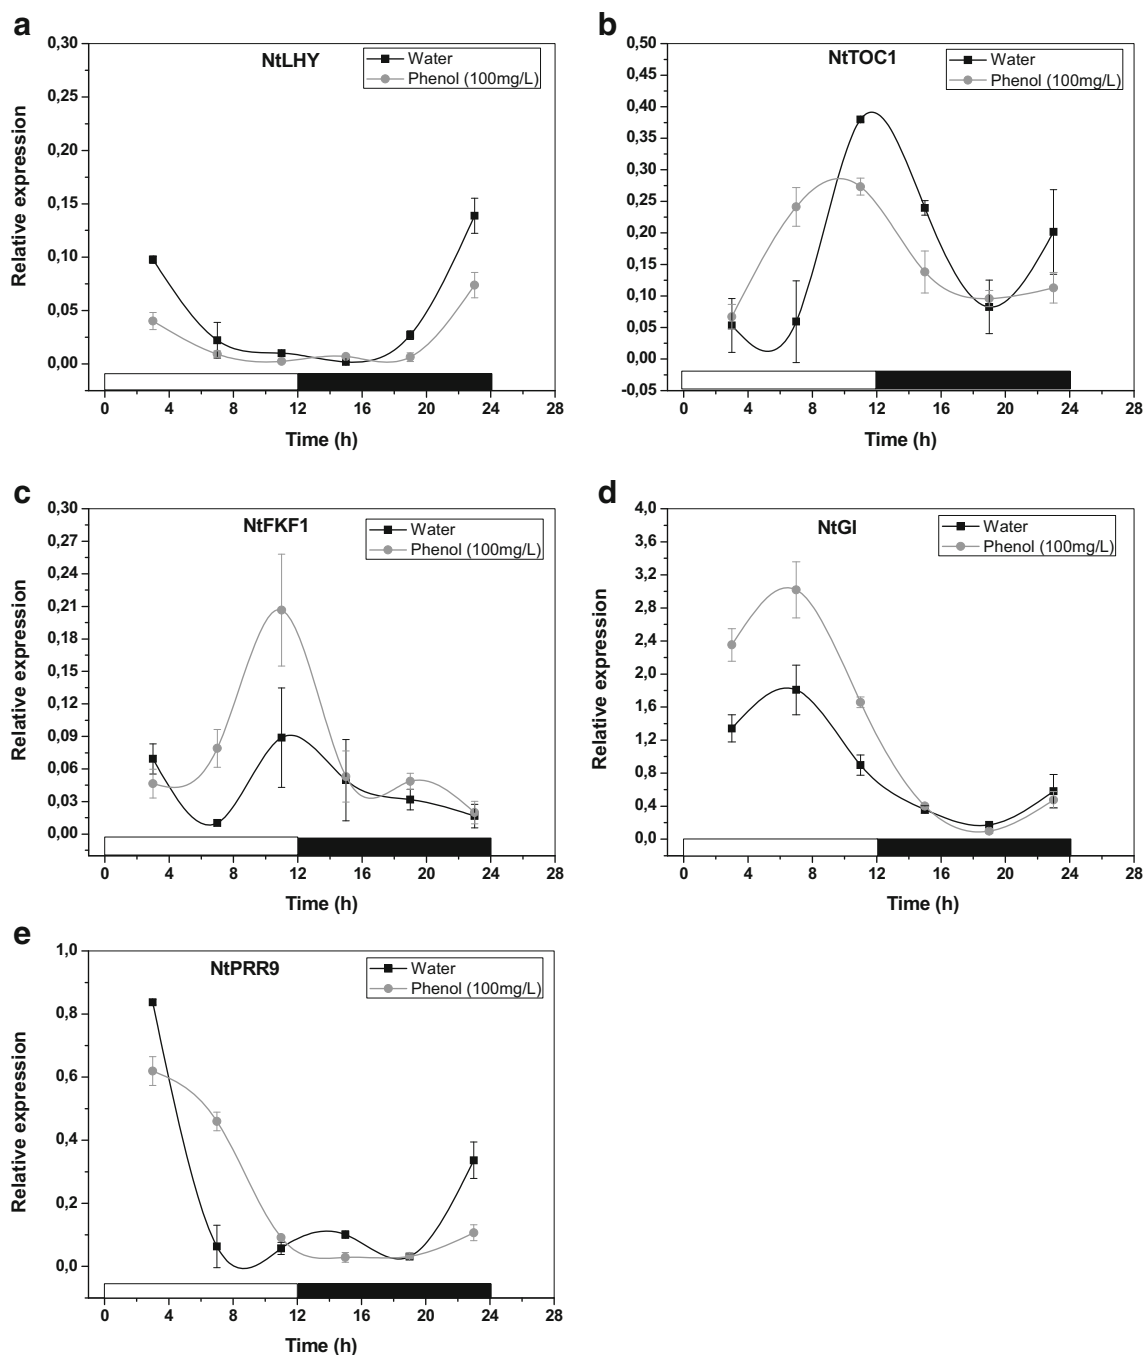 a
NtLHY
Water
Phenol (100mg/L)
0,30
0,25
0,20
0,15
0,10
0,05
0,00
Relative expression
0 4 8 12 16 20 24 28
Time (h)
b
NtTOC1
Water
Phenol (100mg/L)
0,50
0,45
0,40
0,35
0,30
0,25
0,20
0,15
0,10
0,05
0,00
-0,05
Relative expression
0 4 8 12 16 20 24 28
Time (h)
c
NtFKF1
Water
Phenol (100mg/L)
0,30
0,27
0,24
0,21
0,18
0,15
0,12
0,09
0,06
0,03
0,00
Relative expression
0 4 8 12 16 20 24 28
Time (h)
d
NtGI
Water
Phenol (100mg/L)
4,0
3,6
3,2
2,8
2,4
2,0
1,6
1,2
0,8
0,4
0,0
Relative expression
0 4 8 12 16 20 24 28
Time (h)
e
NtPRR9
Water
Phenol (100mg/L)
1,0
0,8
0,6
0,4
0,2
0,0
Relative expression
0 4 8 12 16 20 24 28
Time (h)